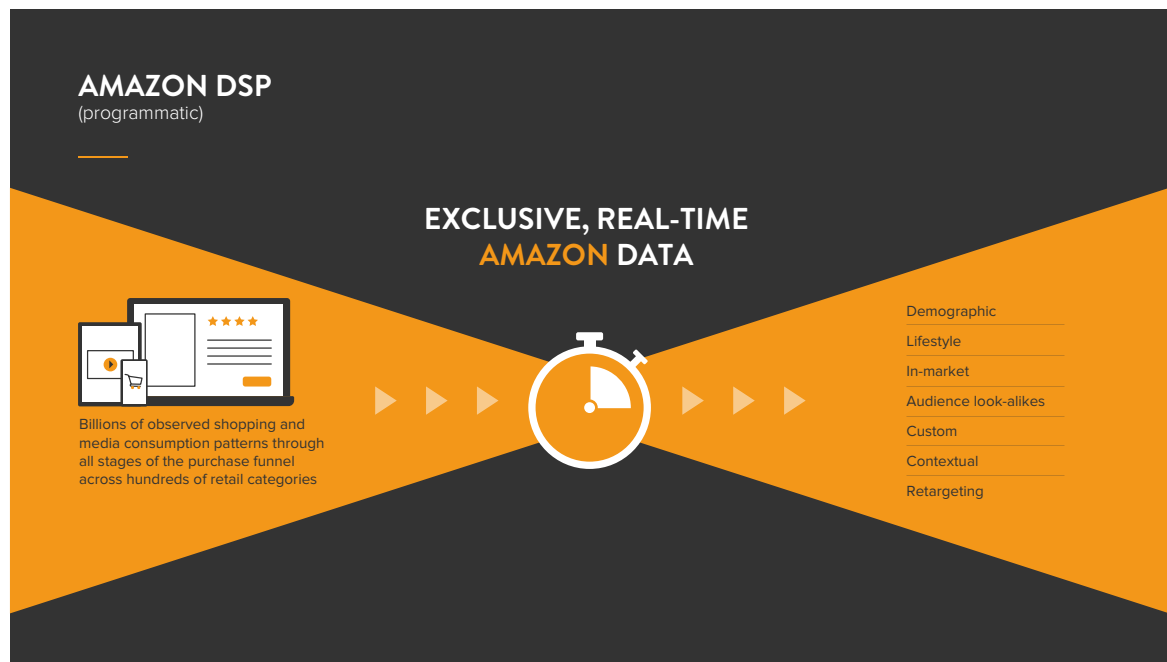 AMAZON DSP
(programmatic)
EXCLUSIVE, REAL-TIME
AMAZON DATA
Billions of observed shopping and
media consumption patterns through
all stages of the purchase funnel
across hundreds of retail categories
Demographic
Lifestyle
In-market
Audience look-alikes
Custom
Contextual
Retargeting